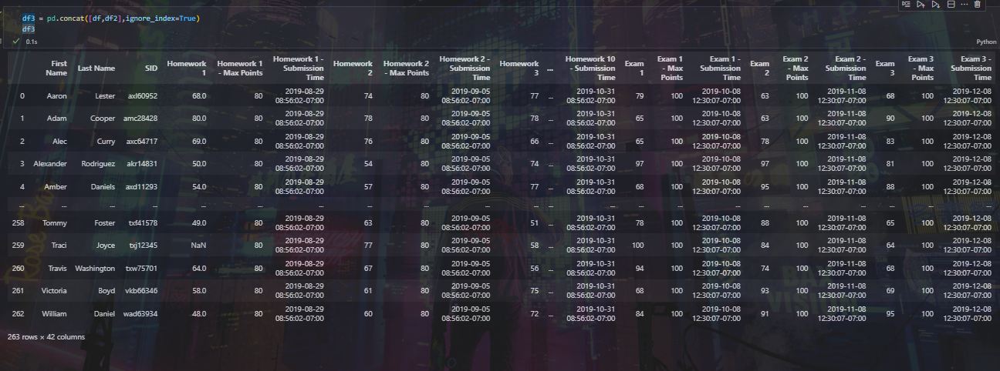 df3 = pd.concat([df,df2],ignore_index=True)
df3
0.1s
Python
First Name Last Name SID Homework 1 Homework 1 - Max Points Homework 1 - Submission Time Homework 2 Homework 2 - Max Points Homework 2 - Submission Time Homework 3 ... Homework 10 - Submission Time Exam 1 Exam 1 - Max Points Exam 1 - Submission Time Exam 2 Exam 2 - Max Points Exam 2 - Submission Time Exam 3 Exam 3 - Max Points Exam 3 - Submission Time
0 Aaron Lester axl60952 68.0 80 2019-08-29 08:56:02-07:00 74 80 2019-09-05 08:56:02-07:00 77 ... 2019-10-31 08:56:02-07:00 79 100 2019-10-08 12:30:07-07:00 63 100 2019-11-08 12:30:07-07:00 68 100 2019-12-08 12:30:07-07:00
1 Adam Cooper amc28428 80.0 80 2019-08-29 08:56:02-07:00 78 80 2019-09-05 08:56:02-07:00 78 ... 2019-10-31 08:56:02-07:00 65 100 2019-10-08 12:30:07-07:00 63 100 2019-11-08 12:30:07-07:00 90 100 2019-12-08 12:30:07-07:00
2 Alec Curry axc64717 69.0 80 2019-08-29 08:56:02-07:00 76 80 2019-09-05 08:56:02-07:00 66 ... 2019-10-31 08:56:02-07:00 65 100 2019-10-08 12:30:07-07:00 78 100 2019-11-08 12:30:07-07:00 83 100 2019-12-08 12:30:07-07:00
3 Alexander Rodriguez akr14831 50.0 80 2019-08-29 08:56:02-07:00 54 80 2019-09-05 08:56:02-07:00 74 ... 2019-10-31 08:56:02-07:00 97 100 2019-10-08 12:30:07-07:00 97 100 2019-11-08 12:30:07-07:00 81 100 2019-12-08 12:30:07-07:00
4 Amber Daniels axd11293 54.0 80 2019-08-29 08:56:02-07:00 57 80 2019-09-05 08:56:02-07:00 77 ... 2019-10-31 08:56:02-07:00 68 100 2019-10-08 12:30:07-07:00 95 100 2019-11-08 12:30:07-07:00 88 100 2019-12-08 12:30:07-07:00
... ... ... ... ... ... ... ... ... ... ... ... ... ... ... ... ... ... ... ... ... ...
258 Tommy Foster txf41578 49.0 80 2019-08-29 08:56:02-07:00 63 80 2019-09-05 08:56:02-07:00 51 ... 2019-10-31 08:56:02-07:00 78 100 2019-10-08 12:30:07-07:00 88 100 2019-11-08 12:30:07-07:00 65 100 2019-12-08 12:30:07-07:00
259 Traci Joyce txj12345 NaN 80 2019-08-29 08:56:02-07:00 77 80 2019-09-05 08:56:02-07:00 58 ... 2019-10-31 08:56:02-07:00 100 100 2019-10-08 12:30:07-07:00 84 100 2019-11-08 12:30:07-07:00 64 100 2019-12-08 12:30:07-07:00
260 Travis Washington txw75701 64.0 80 2019-08-29 08:56:02-07:00 67 80 2019-09-05 08:56:02-07:00 56 ... 2019-10-31 08:56:02-07:00 94 100 2019-10-08 12:30:07-07:00 74 100 2019-11-08 12:30:07-07:00 68 100 2019-12-08 12:30:07-07:00
261 Victoria Boyd vkb66346 58.0 80 2019-08-29 08:56:02-07:00 61 80 2019-09-05 08:56:02-07:00 75 ... 2019-10-31 08:56:02-07:00 68 100 2019-10-08 12:30:07-07:00 93 100 2019-11-08 12:30:07-07:00 69 100 2019-12-08 12:30:07-07:00
262 William Daniel wad63934 48.0 80 2019-08-29 08:56:02-07:00 60 80 2019-09-05 08:56:02-07:00 72 ... 2019-10-31 08:56:02-07:00 84 100 2019-10-08 12:30:07-07:00 91 100 2019-11-08 12:30:07-07:00 95 100 2019-12-08 12:30:07-07:00
263 rows × 42 columns